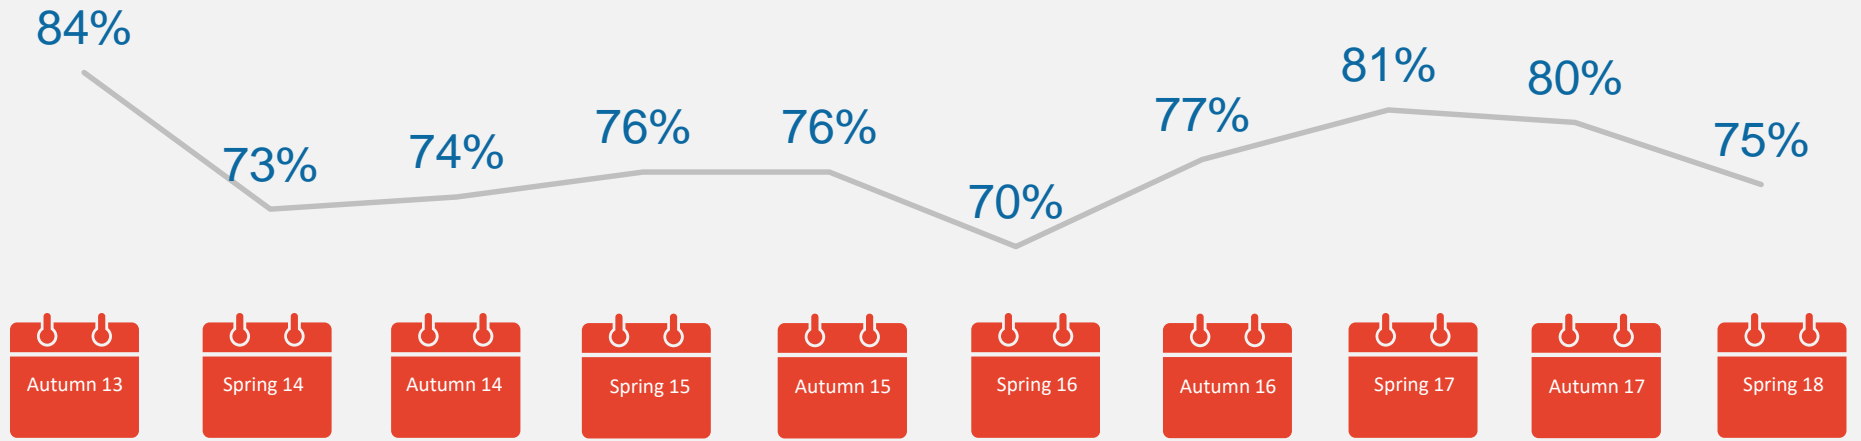 84%
73%
74%
76%
76%
70%
77%
81%
80%
75%
Autumn 13
Spring 14
Autumn 14
Spring 15
Autumn 15
Spring 16
Autumn 16
Spring 17
Autumn 17
Spring 18